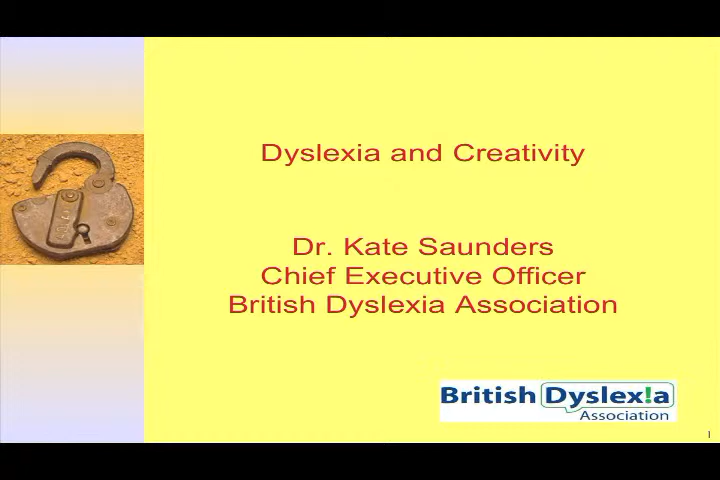 Dyslexia and Creativity
Dr. Kate Saunders
Chief Executive Officer
British Dyslexia Association
British Dyslex!a
Association
1